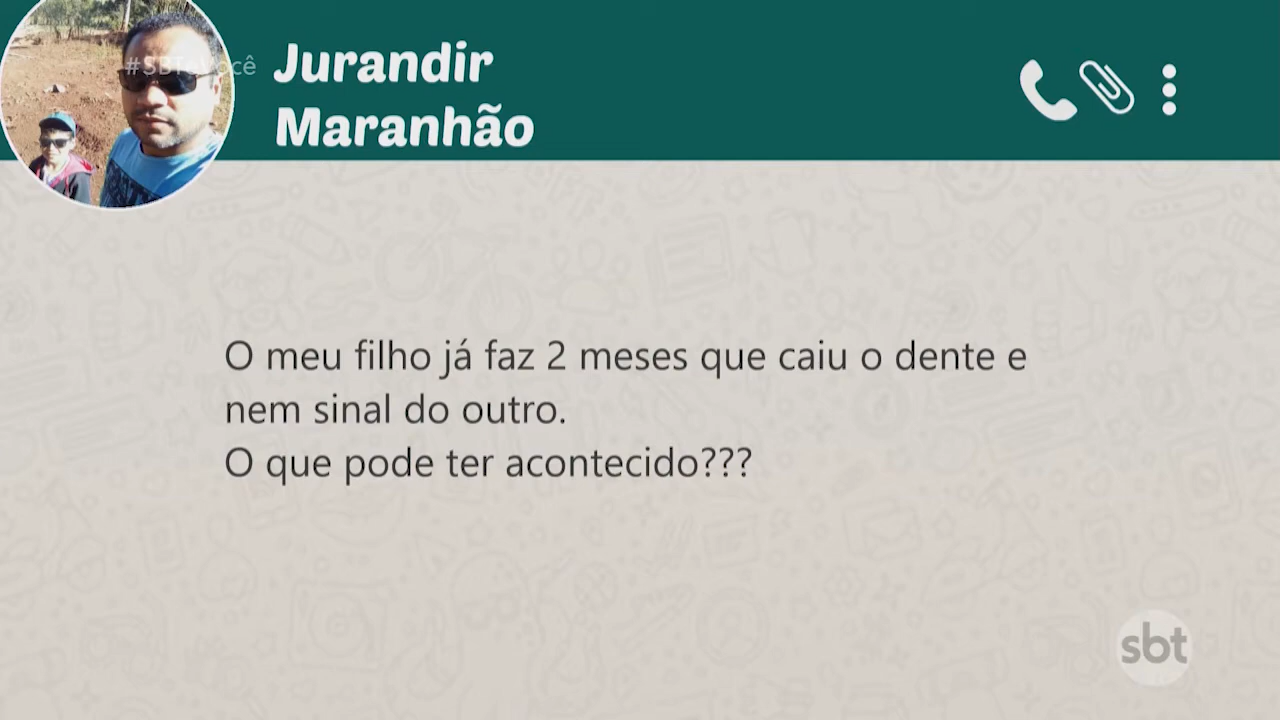 #SBTeVocê
Jurandir
Maranhão
O meu filho já faz 2 meses que caiu o dente e
nem sinal do outro.
O que pode ter acontecido???
sbt